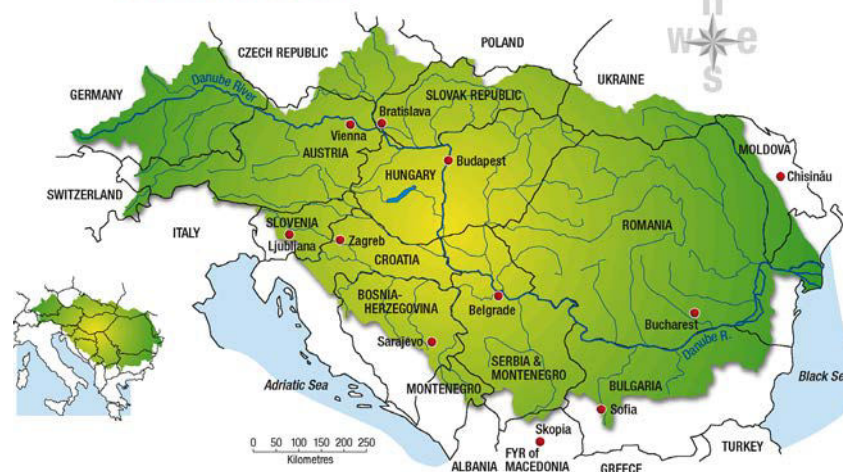 n
w e
s
CZECH REPUBLIC
POLAND
GERMANY
Danube River
UKRAINE
SLOVAK REPUBLIC
Bratislava
Vienna
AUSTRIA
Budapest
MOLDOVA
Chisinău
HUNGARY
SWITZERLAND
ITALY
SLOVENIA
Ljubljana
Zagreb
ROMANIA
CROATIA
BOSNIA-
HERZEGOVINA
Belgrade
Bucharest
Sarajevo
Danube R.
SERBIA &
MONTENEGRO
Adriatic Sea
MONTENEGRO
BULGARIA
Black Se
Sofia
Skopia
TURKEY
0 50 100 150 200 250
Kilometres
ALBANIA
FYR of
MACEDONIA
GREECE